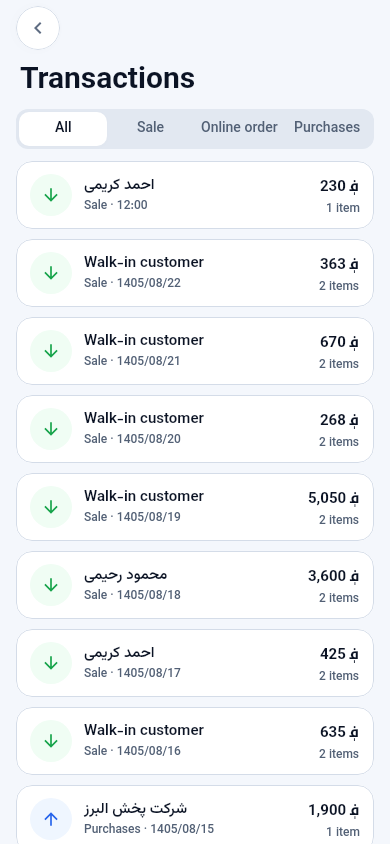 Transactions
All Sale Online order Purchases
احمد کریمی
230 ؋
Sale · 12:00
1 item
Walk-in customer
363 ؋
Sale · 1405/08/22
2 items
Walk-in customer
670 ؋
Sale · 1405/08/21
2 items
Walk-in customer
268 ؋
Sale · 1405/08/20
2 items
Walk-in customer
5,050 ؋
Sale · 1405/08/19
2 items
محمود رحیمی
3,600 ؋
Sale · 1405/08/18
2 items
احمد کریمی
425 ؋
Sale · 1405/08/17
2 items
Walk-in customer
635 ؋
Sale · 1405/08/16
2 items
شرکت پخش البرز
1,900 ؋
Purchases · 1405/08/15
1 item